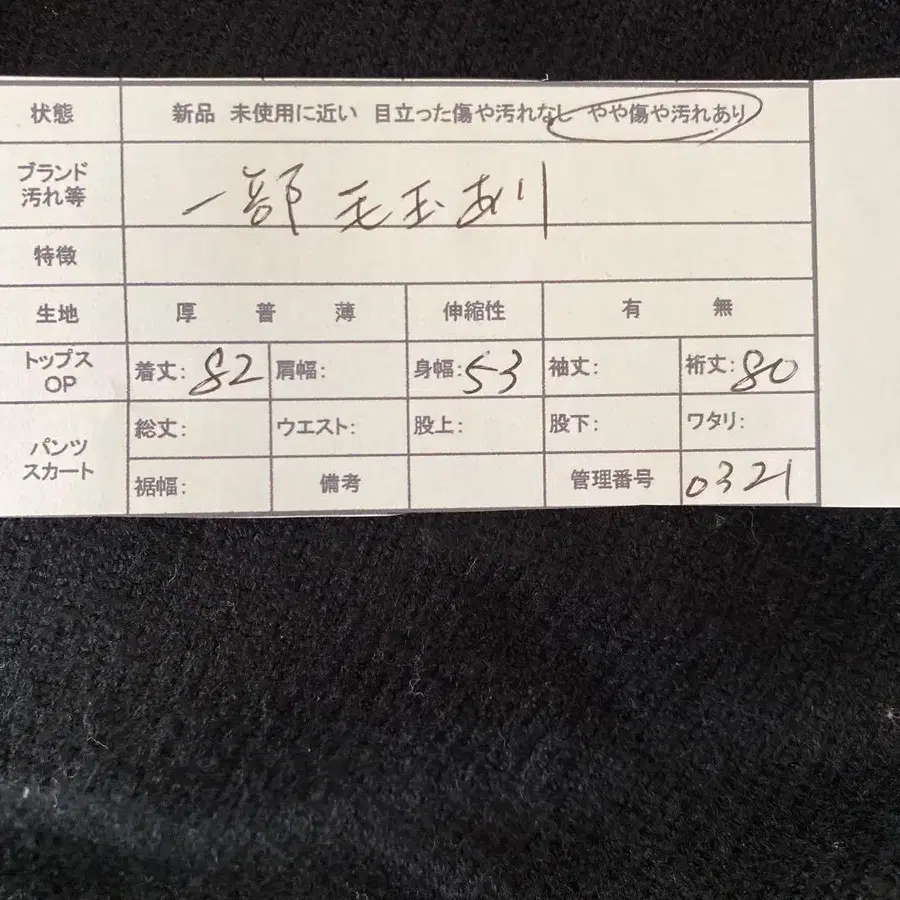 状態 新品 未使用に近い 目立った傷や汚れなし やや傷や汚れあり
ブランド
汚れ等 一部毛玉あり
特徴
生地 厚 普 薄 伸縮性 有 無
トップス
OP 着丈: 82 肩幅: 身幅: 53 袖丈: 裄丈: 80
パンツ
スカート 総丈: ウエスト: 股上: 股下: ワタリ:
裾幅: 備考 管理番号 0321